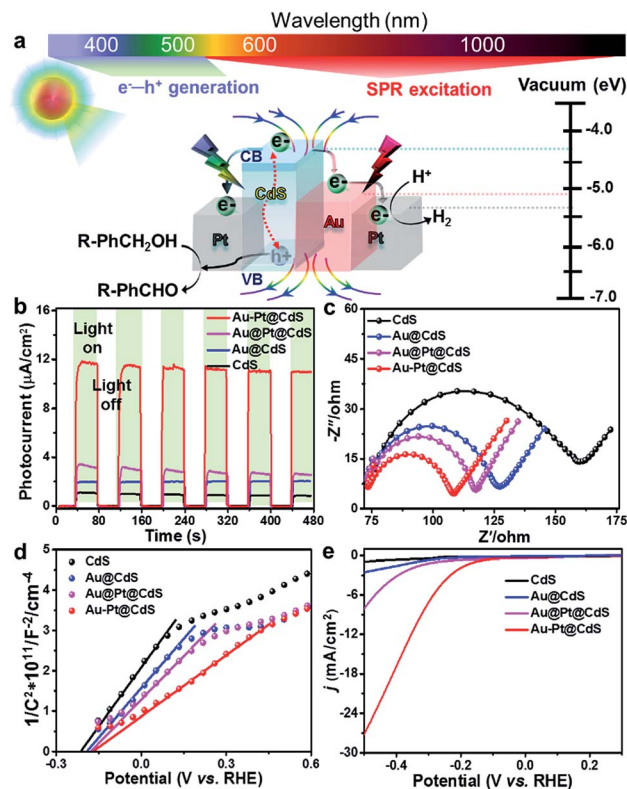 Wavelength (nm)
a
400 500 600 1000
e⁻—h⁺ generation
SPR excitation
Vacuum (eV)
-4.0
-5.0
-6.0
-7.0
CB
e-
CdS
e-
e-
e-
H⁺
H₂
Pt
Au
Pt
h⁺
VB
R-PhCH₂OH
R-PhCHO
b
Au-Pt@CdS
Au@Pt@CdS
Au@CdS
CdS
Light on
Light off
Photocurrent (μA/cm²)
16
12
8
4
0
0 80 160 240 320 400 480
Time (s)
c
CdS
Au@CdS
Au@Pt@CdS
Au-Pt@CdS
-Z''/ohm
-60
-45
-30
15
0
75 100 125 150 175
Z'/ohm
d
CdS
Au@CdS
Au@Pt@CdS
Au-Pt@CdS
1/C²*10¹¹/F⁻²/cm⁻⁴
5
4
3
2
1
0
-0.3 0.0 0.3 0.6
Potential (V vs. RHE)
e
CdS
Au@CdS
Au@Pt@CdS
Au-Pt@CdS
j (mA/cm²)
0
-6
-12
-18
-24
-30
-0.4 -0.2 0.0 0.2
Potential (V vs. RHE)